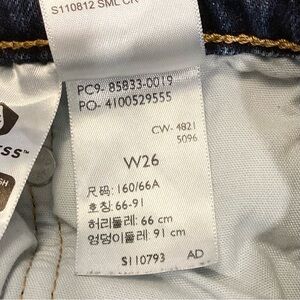 S110812 SML CR
PC9- 85833-0019
PO- 4100529555
CW- 4821
5096
W26
尺码: 160/66A
호칭: 66-91
허리둘레: 66 cm
엉덩이둘레: 91 cm
S110793 AD